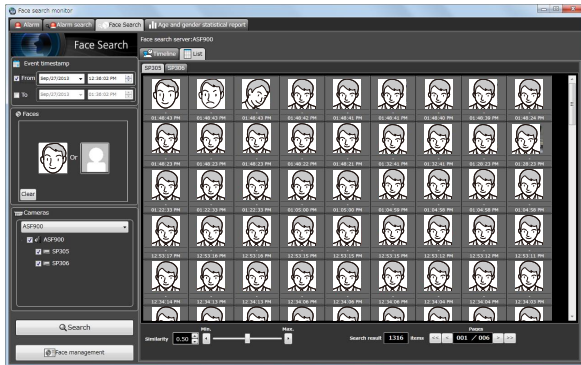 Face search monitor
Alarm
Alarm search
Face Search
Age and gender statistical report
Face Search
Face search server:ASF900
Timeline
List
Event timestamp
From
Sep/27/2013
12:38:02 PM
To
Sep/27/2013
01:38:02 PM
SP305
SP306
Faces
Or
Clear
Cameras
ASF900
ASF900
SP305
SP306
Search
Face management
01:48:43 PM 01:48:43 PM 01:48:43 PM 01:48:42 PM 01:48:41 PM 01:48:41 PM 01:48:40 PM 01:48:39 PM 01:48:24 PM
01:48:23 PM 01:48:23 PM 01:48:23 PM 01:48:22 PM 01:48:21 PM 01:32:41 PM 01:32:41 PM 01:28:23 PM 01:28:23 PM
01:22:33 PM 01:22:33 PM 01:22:33 PM 01:05:00 PM 01:05:00 PM 01:04:58 PM 01:04:58 PM 01:04:58 PM 01:04:58 PM
12:53:17 PM 12:53:16 PM 12:53:16 PM 12:53:16 PM 12:53:15 PM 12:53:15 PM 12:53:15 PM 12:53:12 PM 12:53:11 PM
12:34:14 PM 12:34:13 PM 12:34:13 PM 12:34:08 PM 12:34:08 PM 12:34:08 PM 12:34:04 PM 12:34:04 PM 12:34:03 PM
Similarity
0.50
Min.
Max.
Search result
1316
items
Pages
<<
<
001 / 006
>
>>